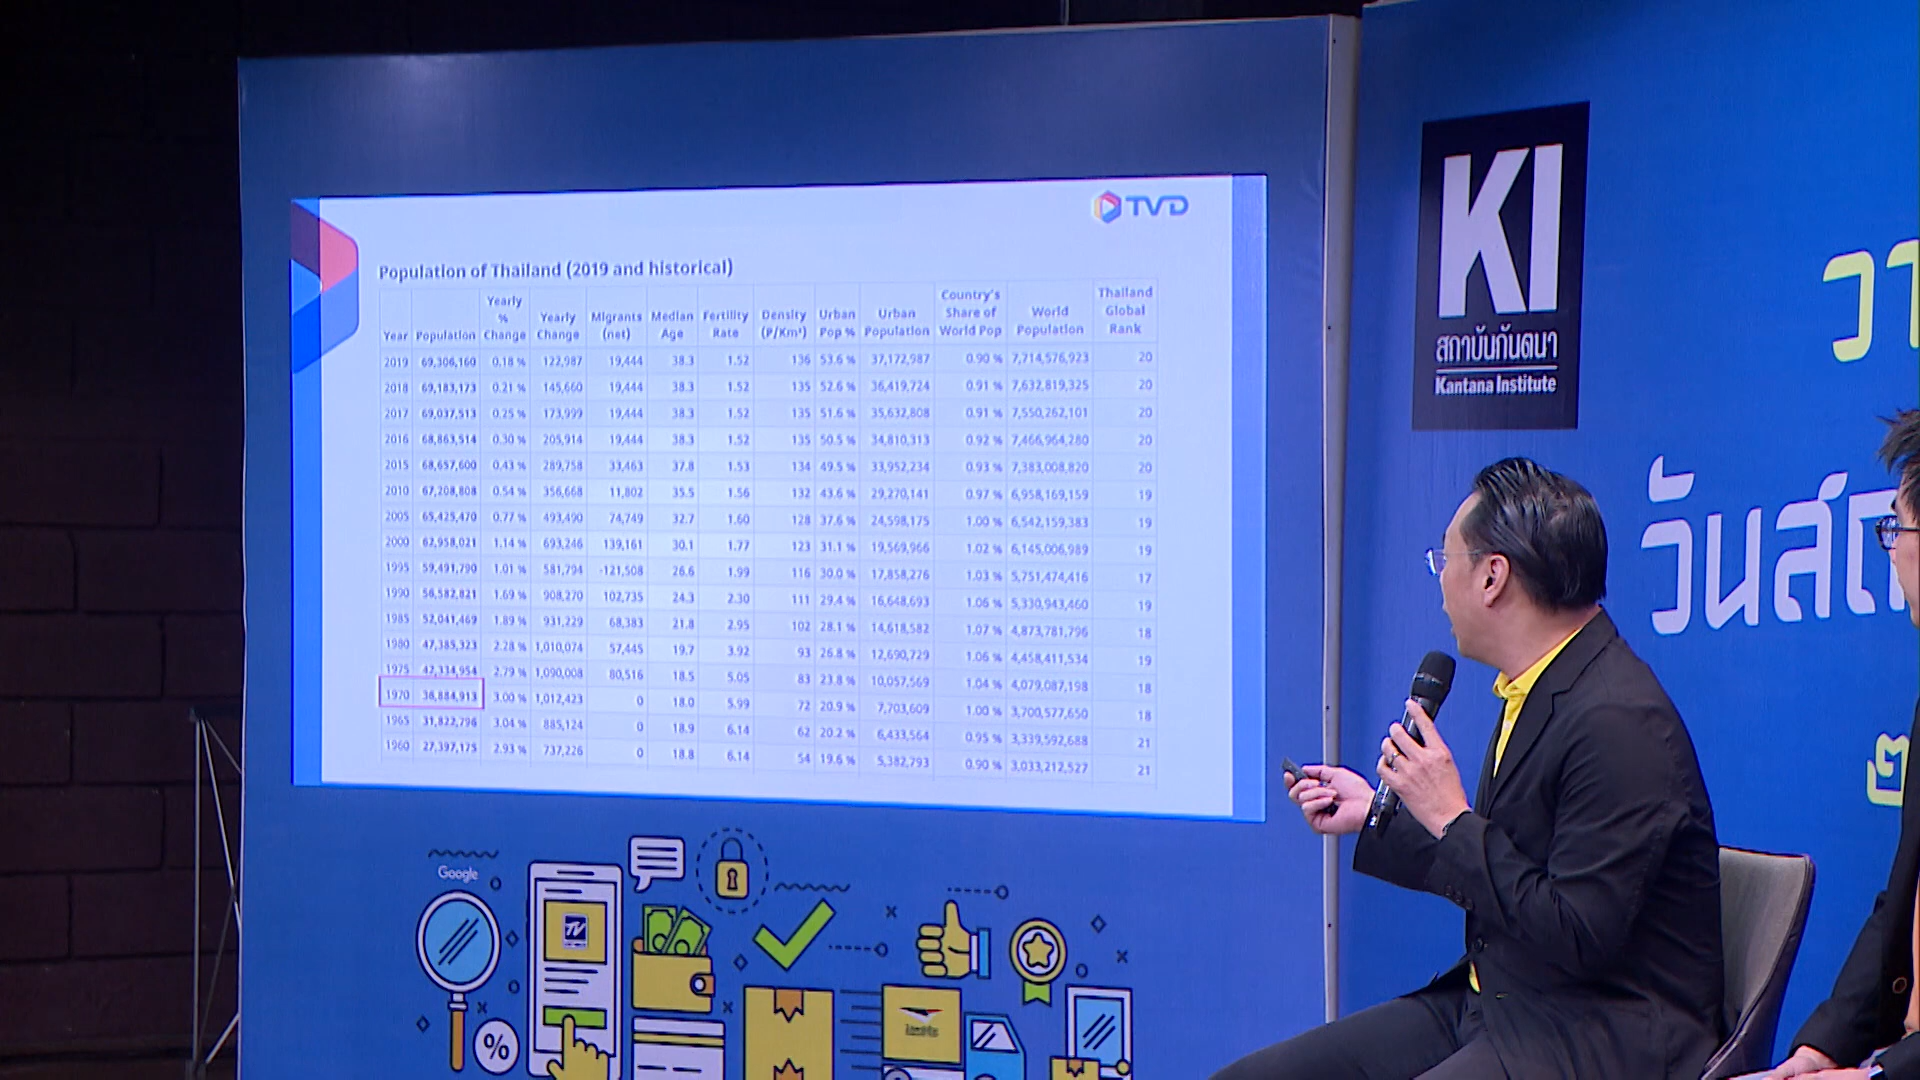 TVD
Population of Thailand (2019 and historical)
Year Population Yearly % Change Yearly Change Migrants (net) Median Age Fertility Rate Density (P/Km²) Urban Pop % Urban Population Country's Share of World Pop World Population Thailand Global Rank
2019 69,306,160 0.18 % 122,987 19,444 38.3 1.52 136 53.6 % 37,172,987 0.90 % 7,714,576,923 20
2018 69,183,173 0.21 % 145,660 19,444 38.3 1.52 135 52.6 % 36,419,724 0.91 % 7,632,819,325 20
2017 69,037,513 0.25 % 173,999 19,444 38.3 1.52 135 51.6 % 35,632,808 0.91 % 7,550,262,101 20
2016 68,863,514 0.30 % 205,914 19,444 38.3 1.52 135 50.5 % 34,810,313 0.92 % 7,466,964,280 20
2015 68,657,600 0.43 % 289,758 33,463 37.8 1.53 134 49.5 % 33,952,234 0.93 % 7,383,008,820 20
2010 67,208,808 0.54 % 356,668 11,802 35.5 1.56 132 43.6 % 29,270,141 0.97 % 6,958,169,159 19
2005 65,425,470 0.77 % 493,490 74,749 32.7 1.60 128 37.6 % 24,598,175 1.00 % 6,542,159,383 19
2000 62,958,021 1.14 % 693,246 139,161 30.1 1.77 123 31.1 % 19,569,966 1.02 % 6,145,006,989 19
1995 59,491,790 1.01 % 581,794 -121,508 26.6 1.99 116 30.0 % 17,858,276 1.03 % 5,751,474,416 17
1990 56,582,821 1.69 % 908,270 102,735 24.3 2.30 111 29.4 % 16,648,693 1.06 % 5,330,943,460 19
1985 52,041,469 1.89 % 931,229 68,383 21.8 2.95 102 28.1 % 14,618,582 1.07 % 4,873,781,796 18
1980 47,385,323 2.28 % 1,010,074 57,445 19.7 3.92 93 26.8 % 12,690,729 1.06 % 4,458,411,534 19
1975 42,334,954 2.79 % 1,090,008 80,516 18.5 5.05 83 23.8 % 10,057,569 1.04 % 4,079,087,198 18
1970 36,884,913 3.00 % 1,012,423 0 18.0 5.99 72 20.9 % 7,703,609 1.00 % 3,700,577,650 18
1965 31,822,796 3.04 % 885,124 0 18.9 6.14 62 20.2 % 6,433,564 0.95 % 3,339,592,688 21
1960 27,397,175 2.93 % 737,226 0 18.8 6.14 54 19.6 % 5,382,793 0.90 % 3,033,212,527 21
KI
สถาบันกันตนา
Kantana Institute
วา
วันสถ
๒
Google
TV
%